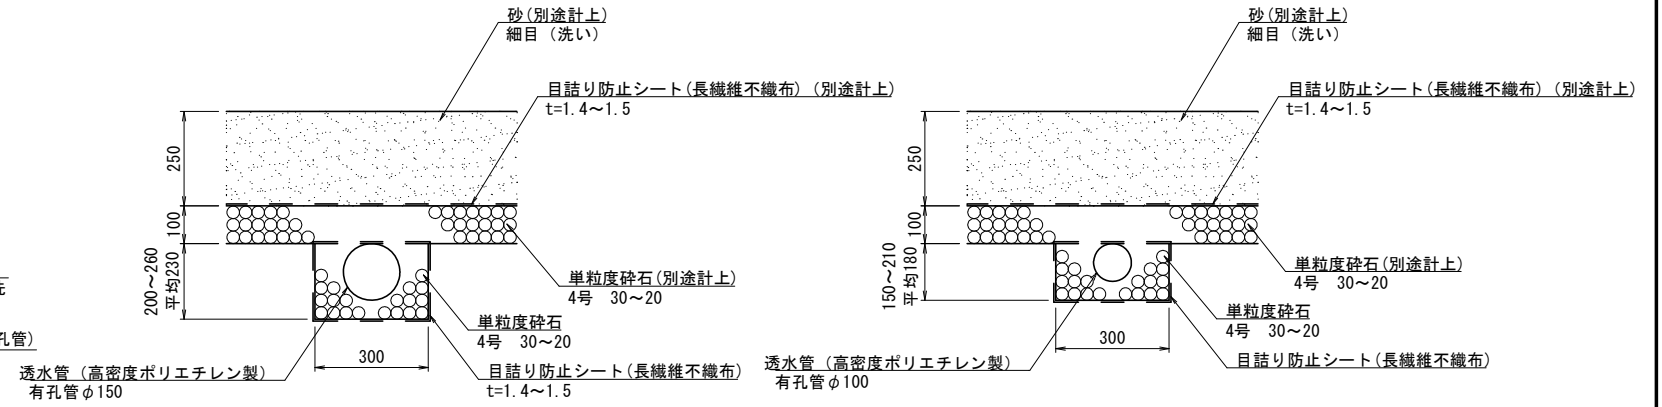 砂(別途計上)
細目（洗い）
目詰り防止シート(長繊維不織布)（別途計上)
t=1.4～1.5
250
100
200～260
平均230
単粒度砕石(別途計上)
4号 30～20
単粒度砕石
4号 30～20
300
目詰り防止シート(長繊維不織布)
t=1.4～1.5
透水管（高密度ポリエチレン製）
有孔管φ150
孔管)
砂(別途計上)
細目（洗い）
目詰り防止シート(長繊維不織布)（別途計上)
t=1.4～1.5
250
100
150～210
平均180
単粒度砕石(別途計上)
4号 30～20
単粒度砕石
4号 30～20
300
目詰り防止シート(長繊維不織布)
透水管（高密度ポリエチレン製）
有孔管φ100